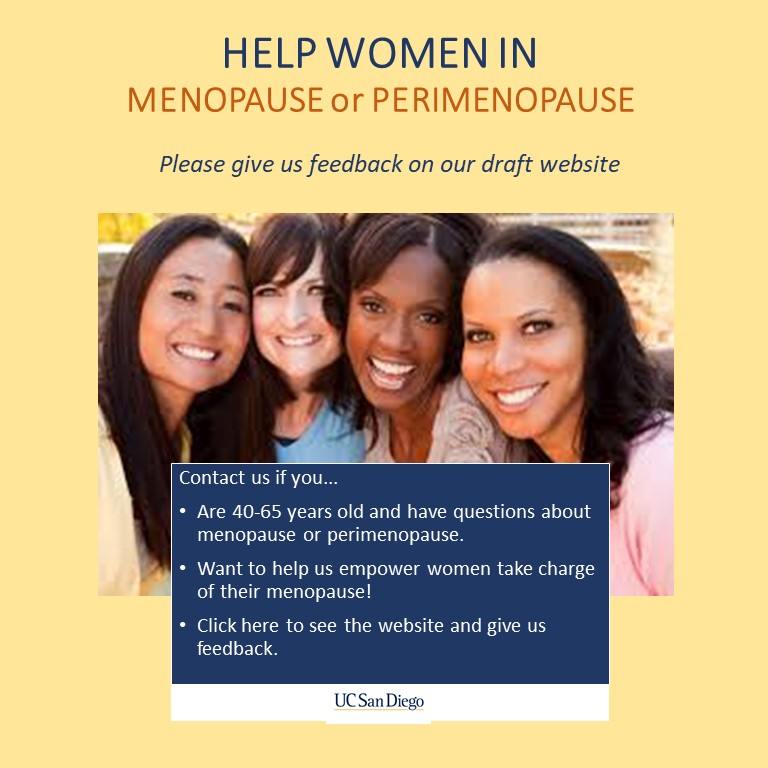 HELP WOMEN IN
MENOPAUSE or PERIMENOPAUSE
Please give us feedback on our draft website
Contact us if you...
• Are 40-65 years old and have questions about
menopause or perimenopause.
• Want to help us empower women take charge
of their menopause!
• Click here to see the website and give us
feedback.
UC San Diego